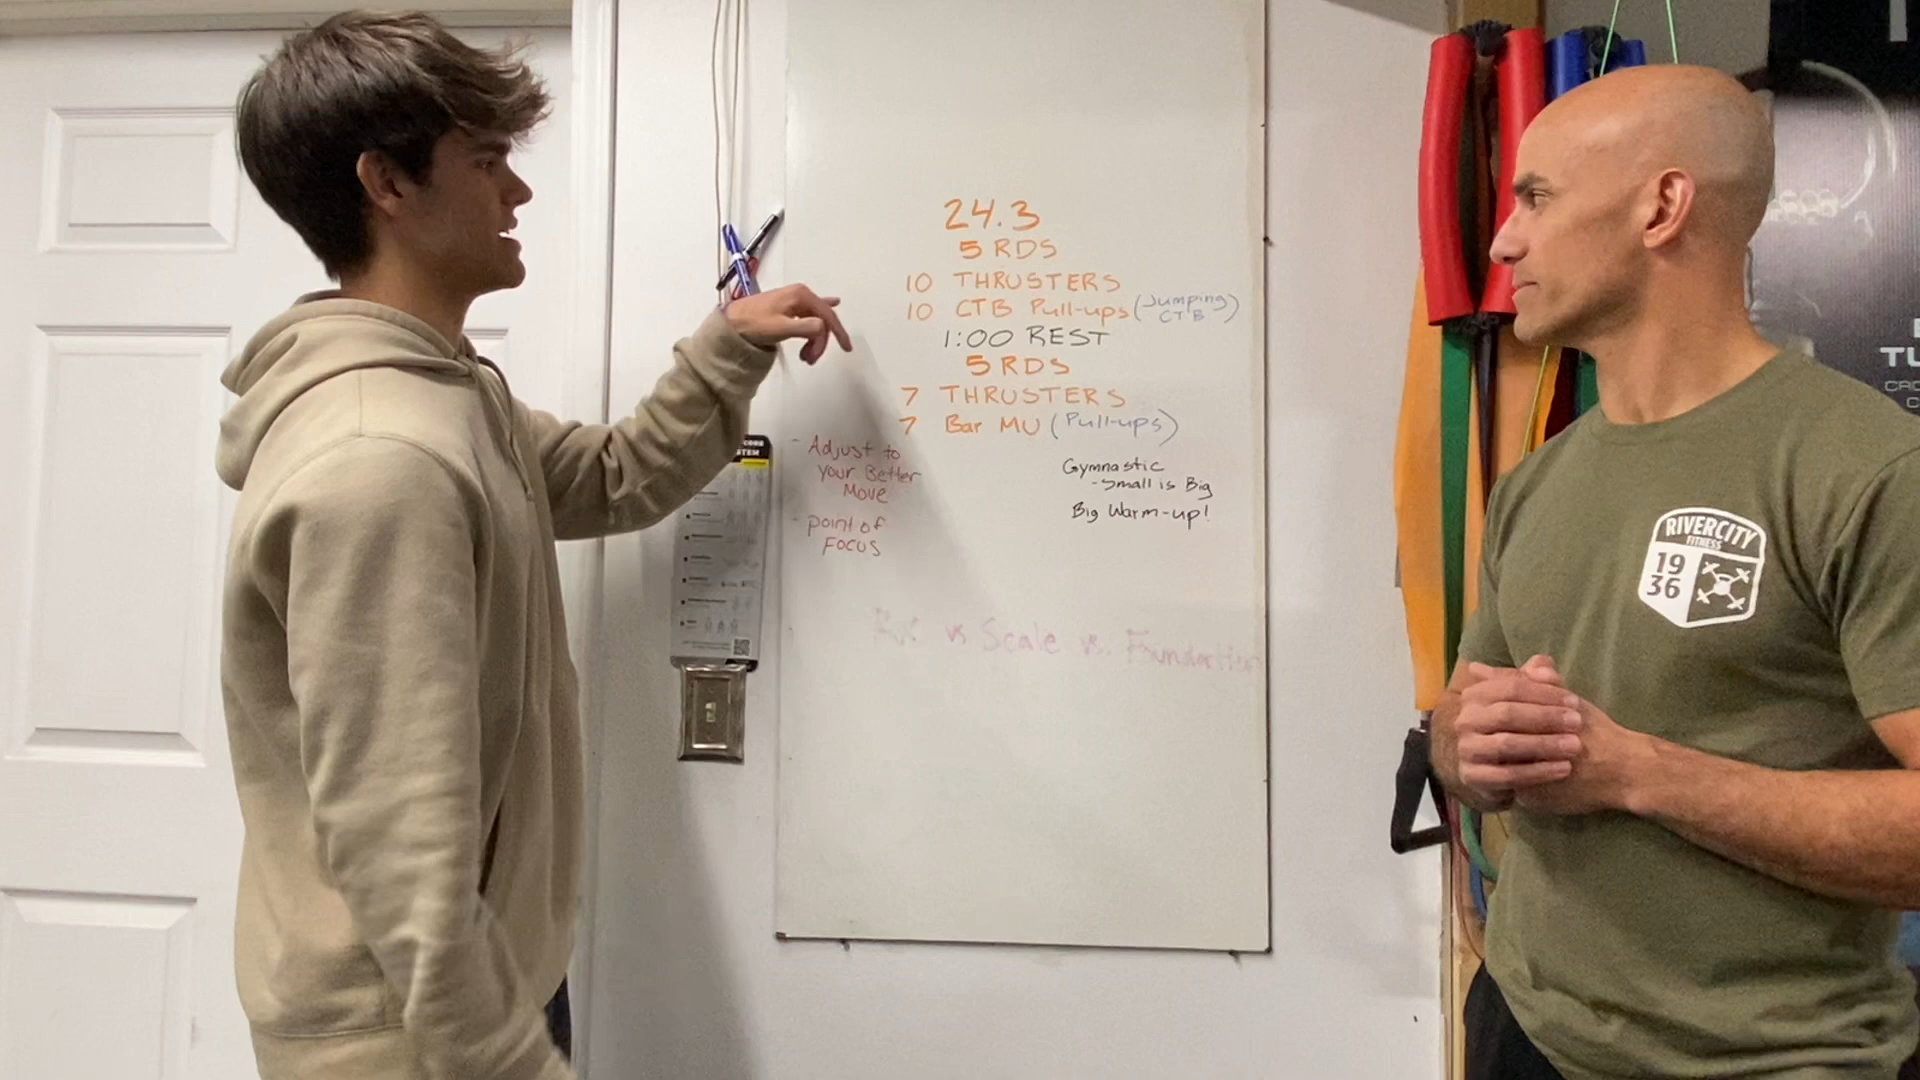 24.3
5 RDS
10 THRUSTERS
10 CTB Pull-ups (Jumping CTB)
1:00 REST
5 RDS
7 THRUSTERS
7 Bar MU (Pull-ups)
- Adjust to
your Better
Move
- point of
FOCUS
Gymnastic
- Small is Big
Big Warm-up!
vs Scale vs. Foundation
RIVERCITY
FITNESS
19
36